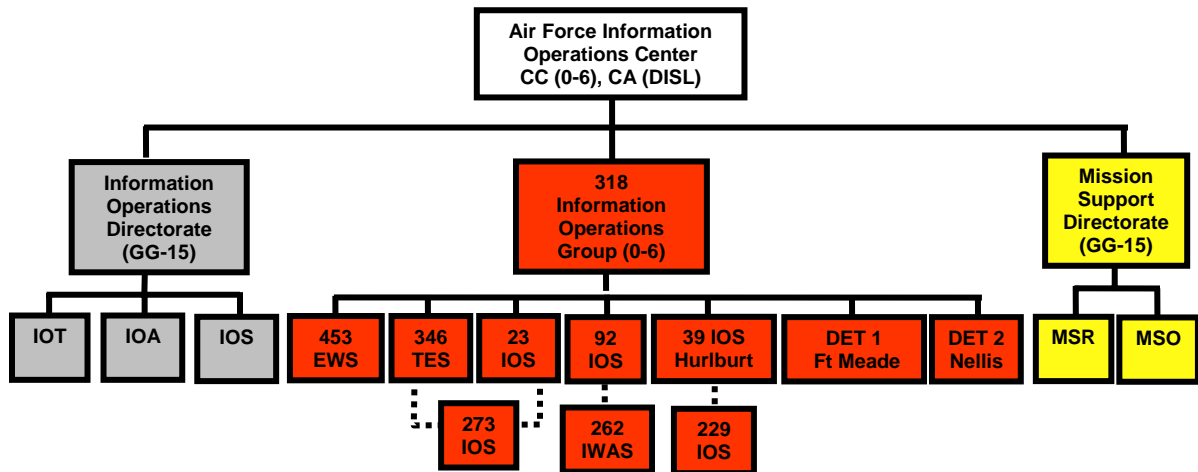 Air Force Information
Operations Center
CC (0-6), CA (DISL)
Information
Operations
Directorate
(GG-15)
318
Information
Operations
Group (0-6)
Mission
Support
Directorate
(GG-15)
IOT
IOA
IOS
453
EWS
346
TES
23
IOS
92
IOS
39 IOS
Hurlburt
DET 1
Ft Meade
DET 2
Nellis
MSR
MSO
273
IOS
262
IWAS
229
IOS